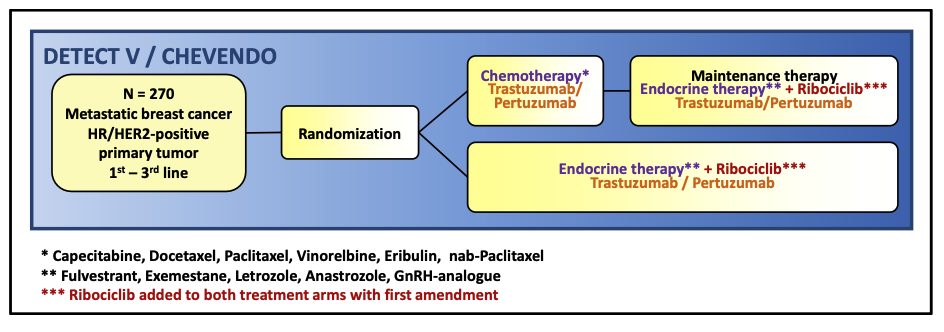 DETECT V / CHEVENDO
N = 270
Metastatic breast cancer
HR/HER2-positive
primary tumor
1st – 3rd line
Randomization
Chemotherapy*
Trastuzumab/
Pertuzumab
Maintenance therapy
Endocrine therapy** + Ribociclib***
Trastuzumab/Pertuzumab
Endocrine therapy** + Ribociclib***
Trastuzumab / Pertuzumab
* Capecitabine, Docetaxel, Paclitaxel, Vinorelbine, Eribulin, nab-Paclitaxel
** Fulvestrant, Exemestane, Letrozole, Anastrozole, GnRH-analogue
*** Ribociclib added to both treatment arms with first amendment